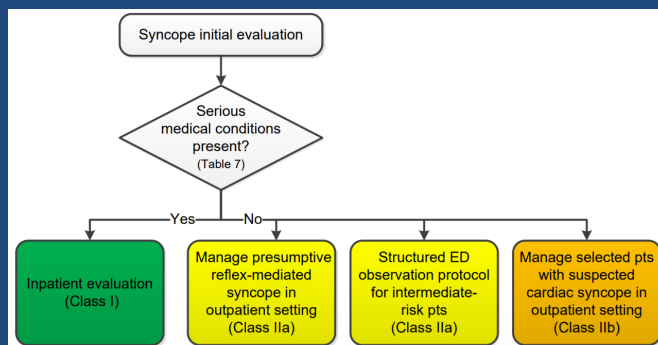 Syncope initial evaluation
Serious
medical conditions
present?
(Table 7)
Yes
No
Inpatient evaluation
(Class I)
Manage presumptive
reflex-mediated
syncope in
outpatient setting
(Class IIa)
Structured ED
observation protocol
for intermediate-
risk pts
(Class IIa)
Manage selected pts
with suspected
cardiac syncope in
outpatient setting
(Class IIb)